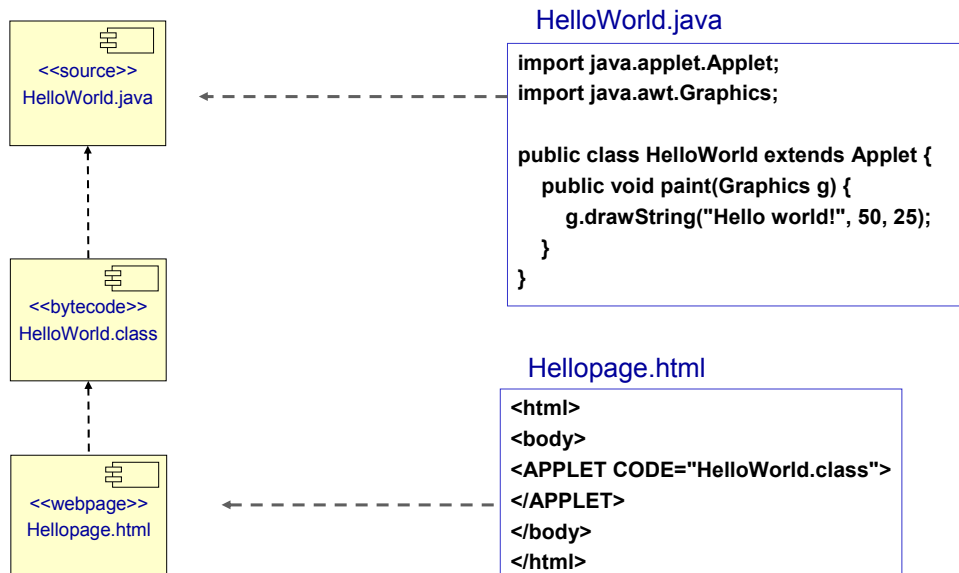 <<source>>
HelloWorld.java
<<bytecode>>
HelloWorld.class
<<webpage>>
Hellopage.html
HelloWorld.java
import java.applet.Applet;
import java.awt.Graphics;
public class HelloWorld extends Applet {
public void paint(Graphics g) {
g.drawString("Hello world!", 50, 25);
}
}
Hellopage.html
<html>
<body>
<APPLET CODE="HelloWorld.class">
</APPLET>
</body>
</html>